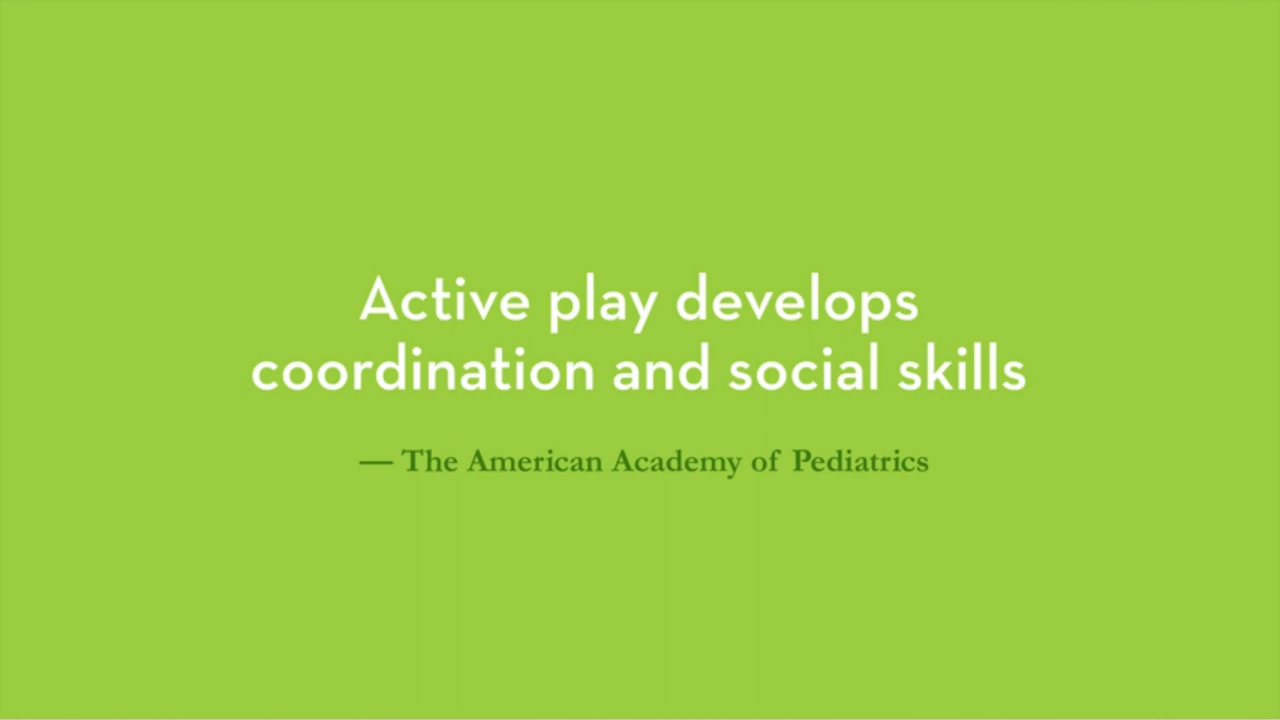 Active play develops
coordination and social skills
— The American Academy of Pediatrics